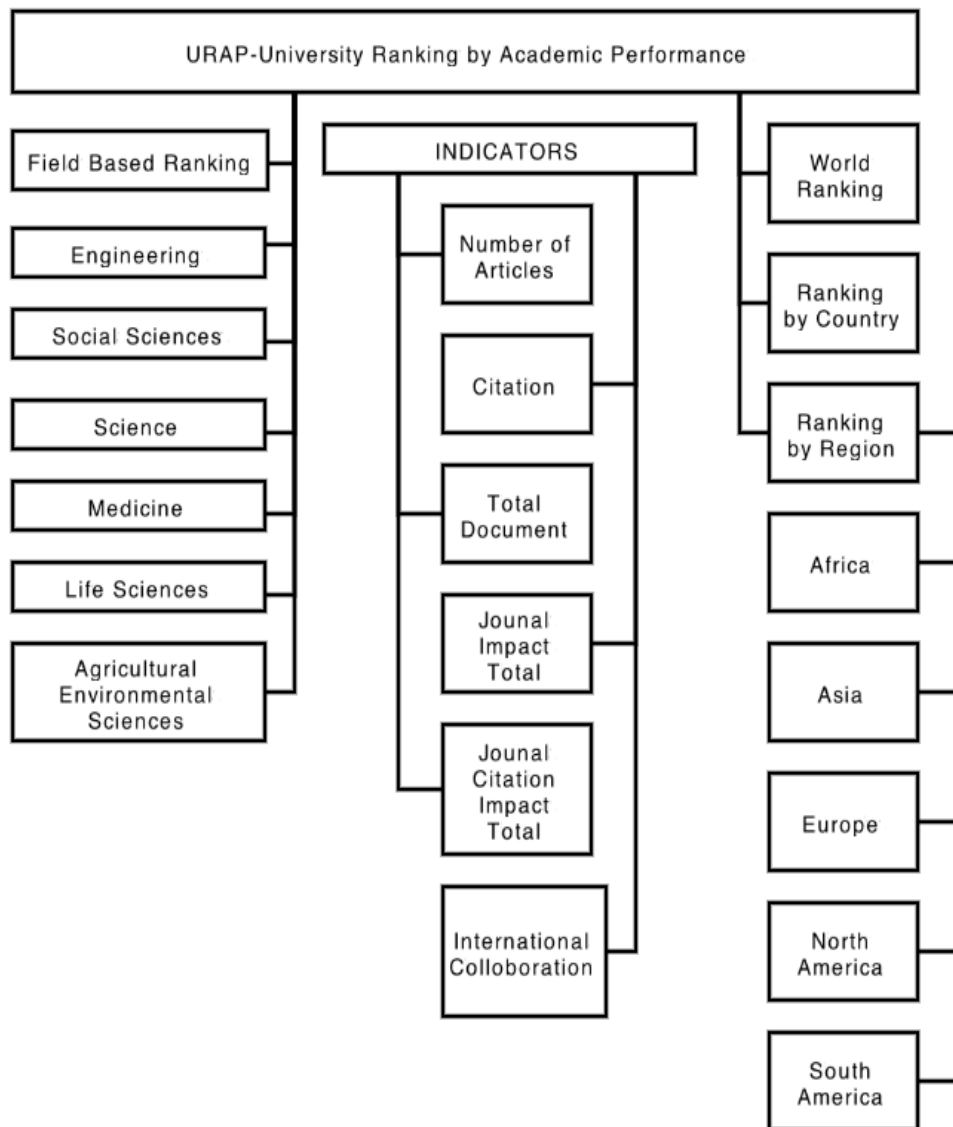 URAP-University Ranking by Academic Performance
Field Based Ranking
Engineering
Social Sciences
Science
Medicine
Life Sciences
Agricultural
Environmental
Sciences
INDICATORS
Number of
Articles
Citation
Total
Document
Jounal
Impact
Total
Jounal
Citation
Impact
Total
International
Colloboration
World
Ranking
Ranking
by Country
Ranking
by Region
Africa
Asia
Europe
North
America
South
America